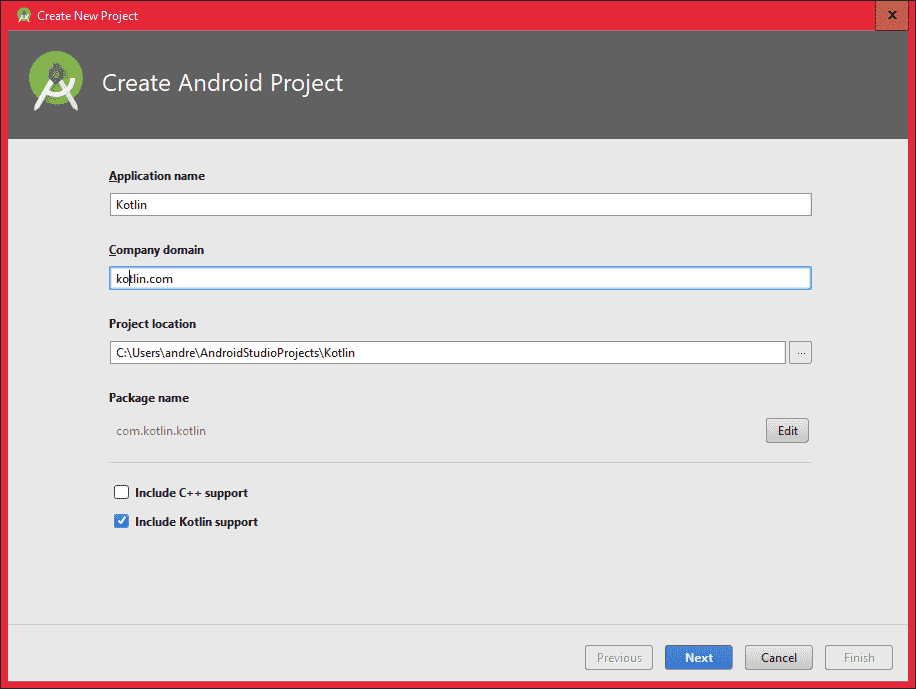 Create New Project
Create Android Project
Application name
Kotlin
Company domain
kotlin.com
Project location
C:\Users\andre\AndroidStudioProjects\Kotlin
...
Package name
com.kotlin.kotlin
Edit
Include C++ support
Include Kotlin support
Previous
Next
Cancel
Finish